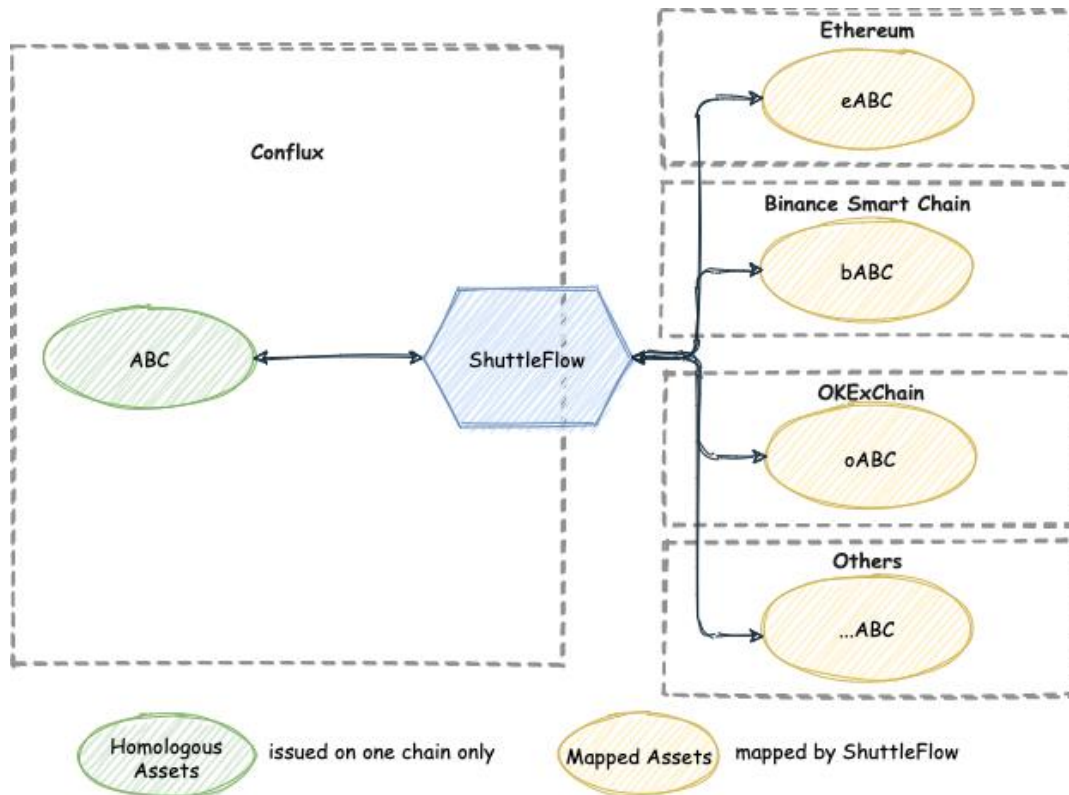 Ethereum
eABC
Conflux
Binance Smart Chain
bABC
ABC
ShuttleFlow
OKExChain
oABC
Others
...ABC
Homologous
Assets
issued on one chain only
Mapped Assets
mapped by ShuttleFlow